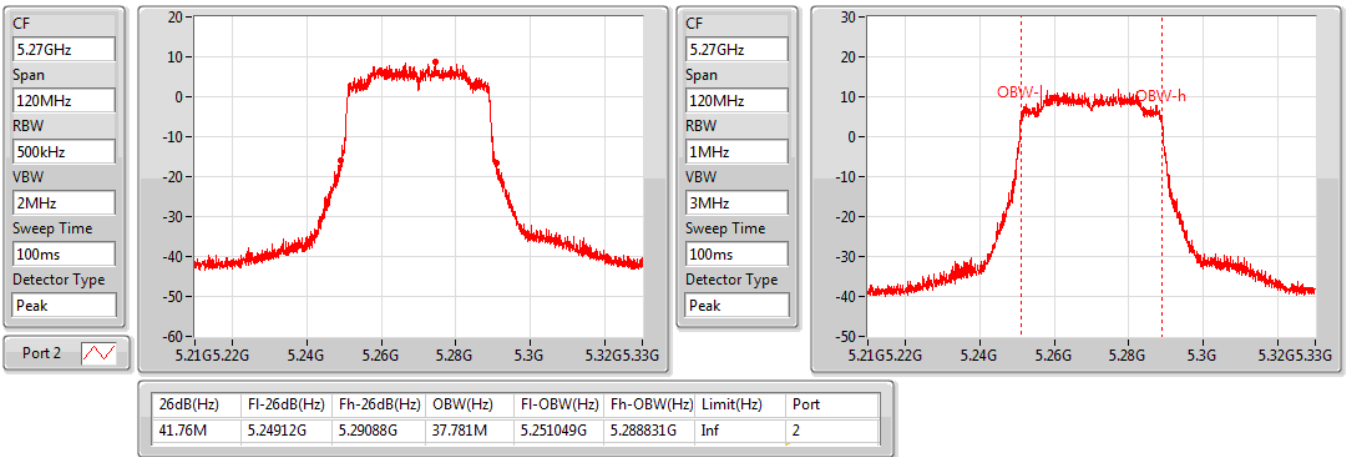 CF
5.27GHz
Span
120MHz
RBW
500kHz
VBW
2MHz
Sweep Time
100ms
Detector Type
Peak
Port 2
20
10
0
-10
-20
-30
-40
-50
-60
5.21G5.22G 5.24G 5.26G 5.28G 5.3G 5.32G5.33G
CF
5.27GHz
Span
120MHz
RBW
1MHz
VBW
3MHz
Sweep Time
100ms
Detector Type
Peak
30
20
10
0
-10
-20
-30
-40
-50
OBW-l OBW-h
5.21G5.22G 5.24G 5.26G 5.28G 5.3G 5.32G5.33G
26dB(Hz) Fl-26dB(Hz) Fh-26dB(Hz) OBW(Hz) Fl-OBW(Hz) Fh-OBW(Hz) Limit(Hz) Port
41.76M 5.24912G 5.29088G 37.781M 5.251049G 5.288831G Inf 2